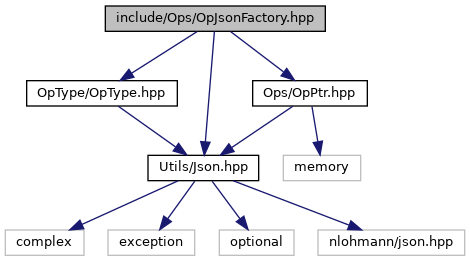 include/Ops/OpJsonFactory.hpp
OpType/OpType.hpp
Ops/OpPtr.hpp
Utils/Json.hpp
memory
complex
exception
optional
nlohmann/json.hpp